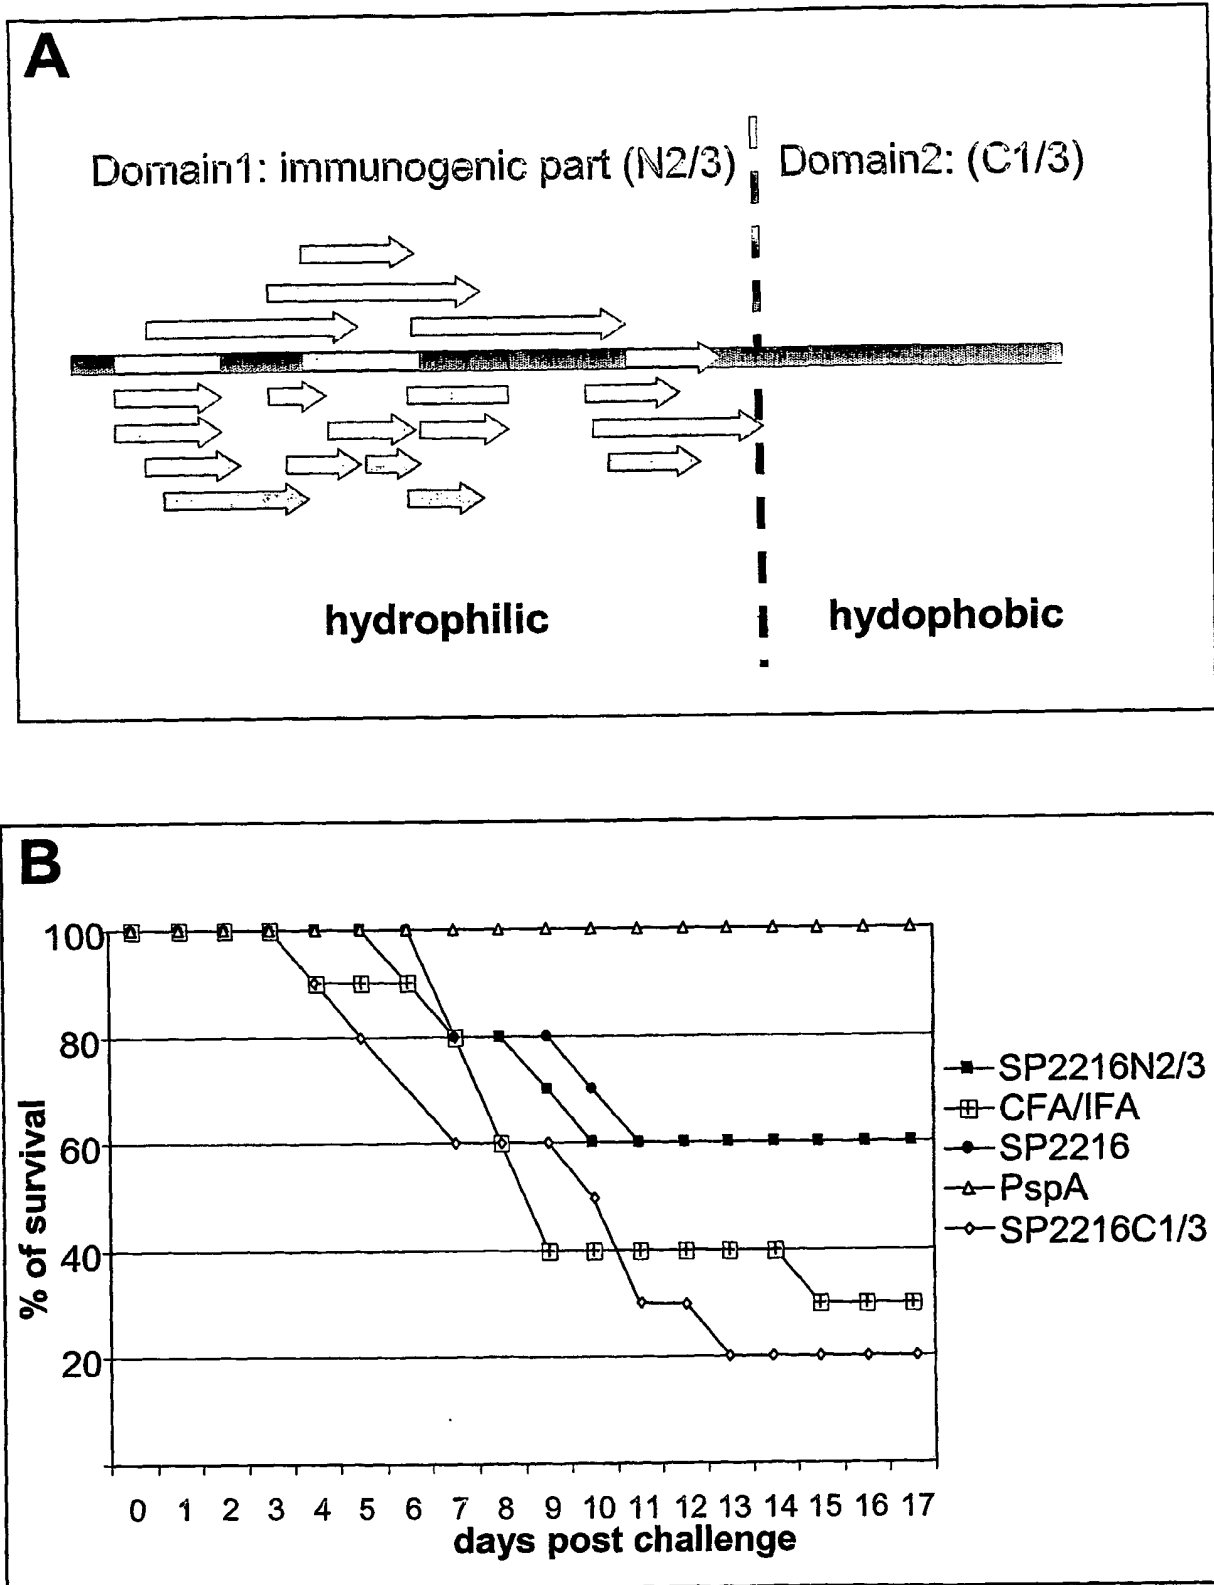 A
Domain1: immunogenic part (N2/3) Domain2: (C1/3)
hydrophilic hydophobic
B
100
80
60
40
20
% of survival
0 1 2 3 4 5 6 7 8 9 10 11 12 13 14 15 16 17
days post challenge
SP2216N2/3
CFA/IFA
SP2216
PspA
SP2216C1/3